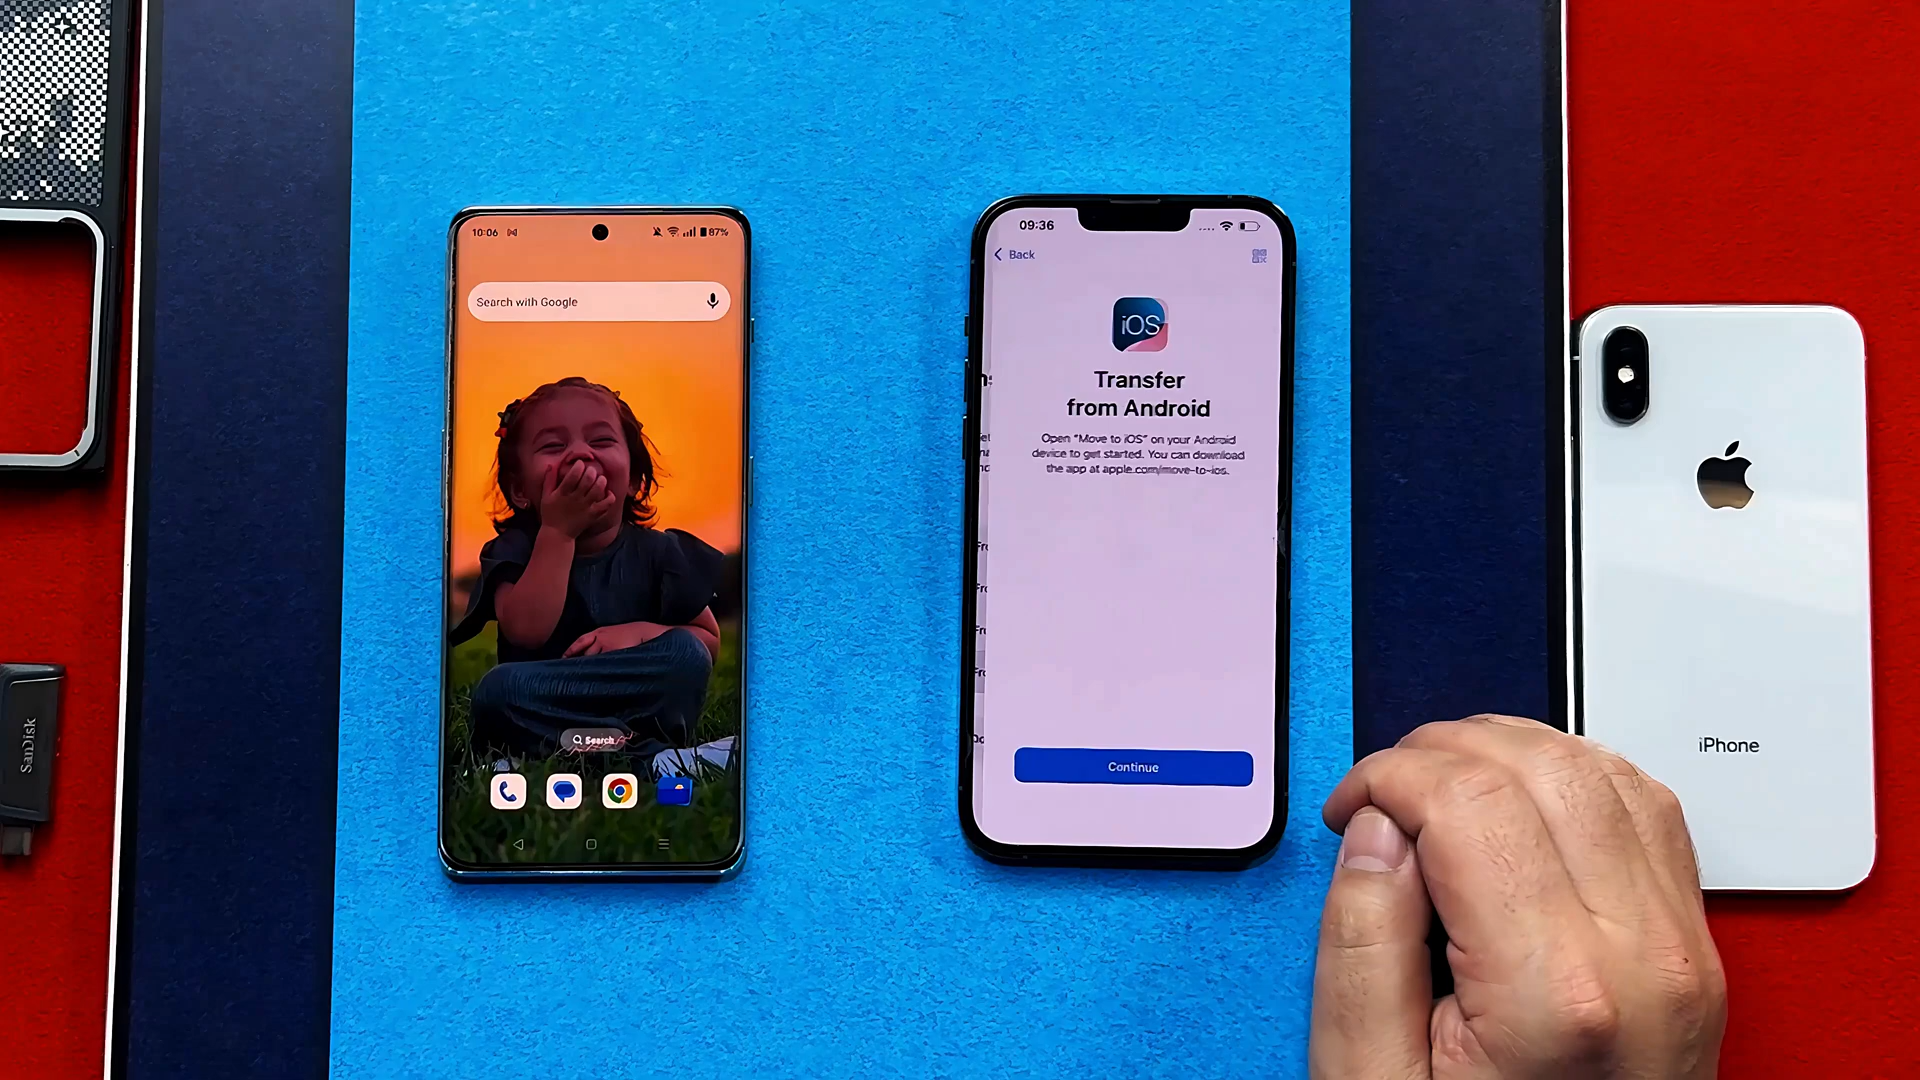 10:06
87%
Search with Google
Search
09:36
Back
iOS
Transfer
from Android
Open "Move to iOS" on your Android
device to get started. You can download
the app at apple.com/move-to-ios.
Continue
iPhone
SanDisk